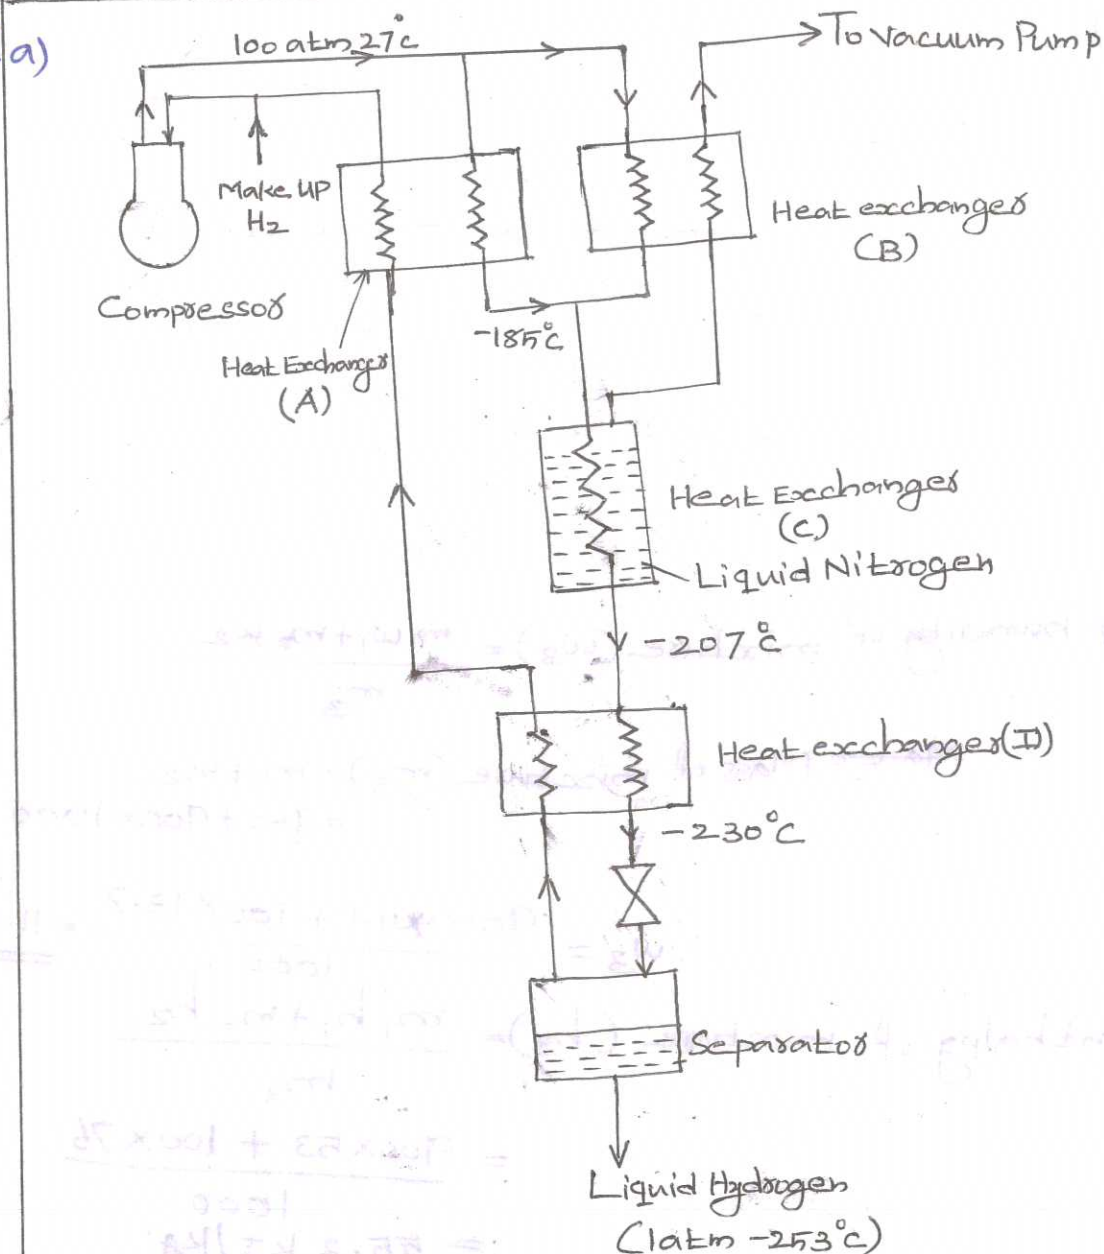 a)
100 atm 27°c
To vacuum Pump
Make up
H2
Heat exchanger
(B)
Compressor
-185°c
Heat Exchanger
(A)
Heat Exchanger
(C)
Liquid Nitrogen
-207°c
Heat exchanger(D)
-230°C
Separator
Liquid Hydrogen
(1atm -253°c)